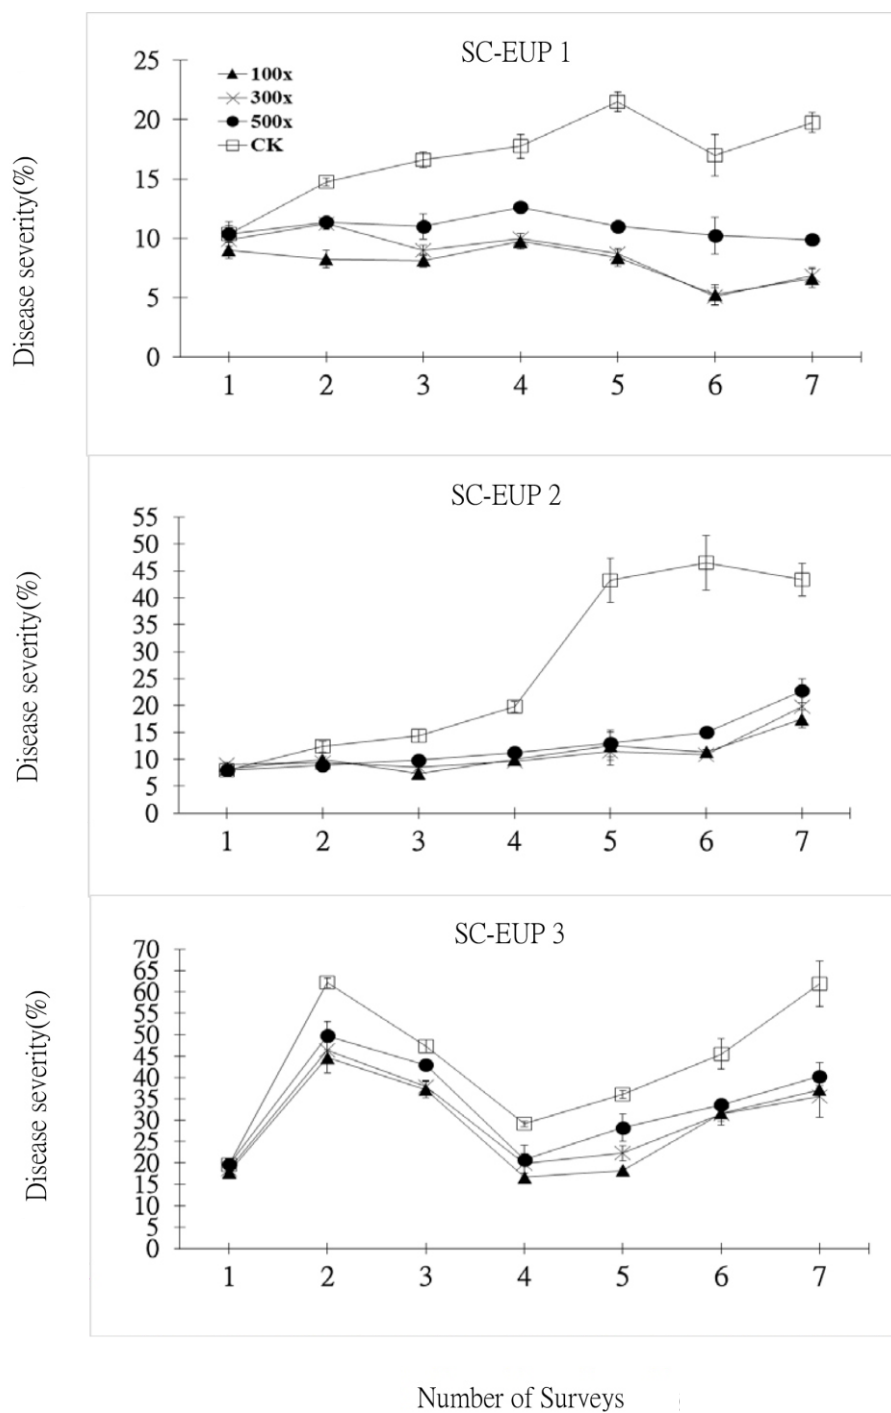 SC-EUP 1
100x
300x
500x
CK
25
20
15
10
5
0
Disease severity(%)
1 2 3 4 5 6 7
SC-EUP 2
55
50
45
40
35
30
25
20
15
10
5
0
Disease severity(%)
1 2 3 4 5 6 7
SC-EUP 3
70
65
60
55
50
45
40
35
30
25
20
15
10
5
0
Disease severity(%)
1 2 3 4 5 6 7
Number of Surveys